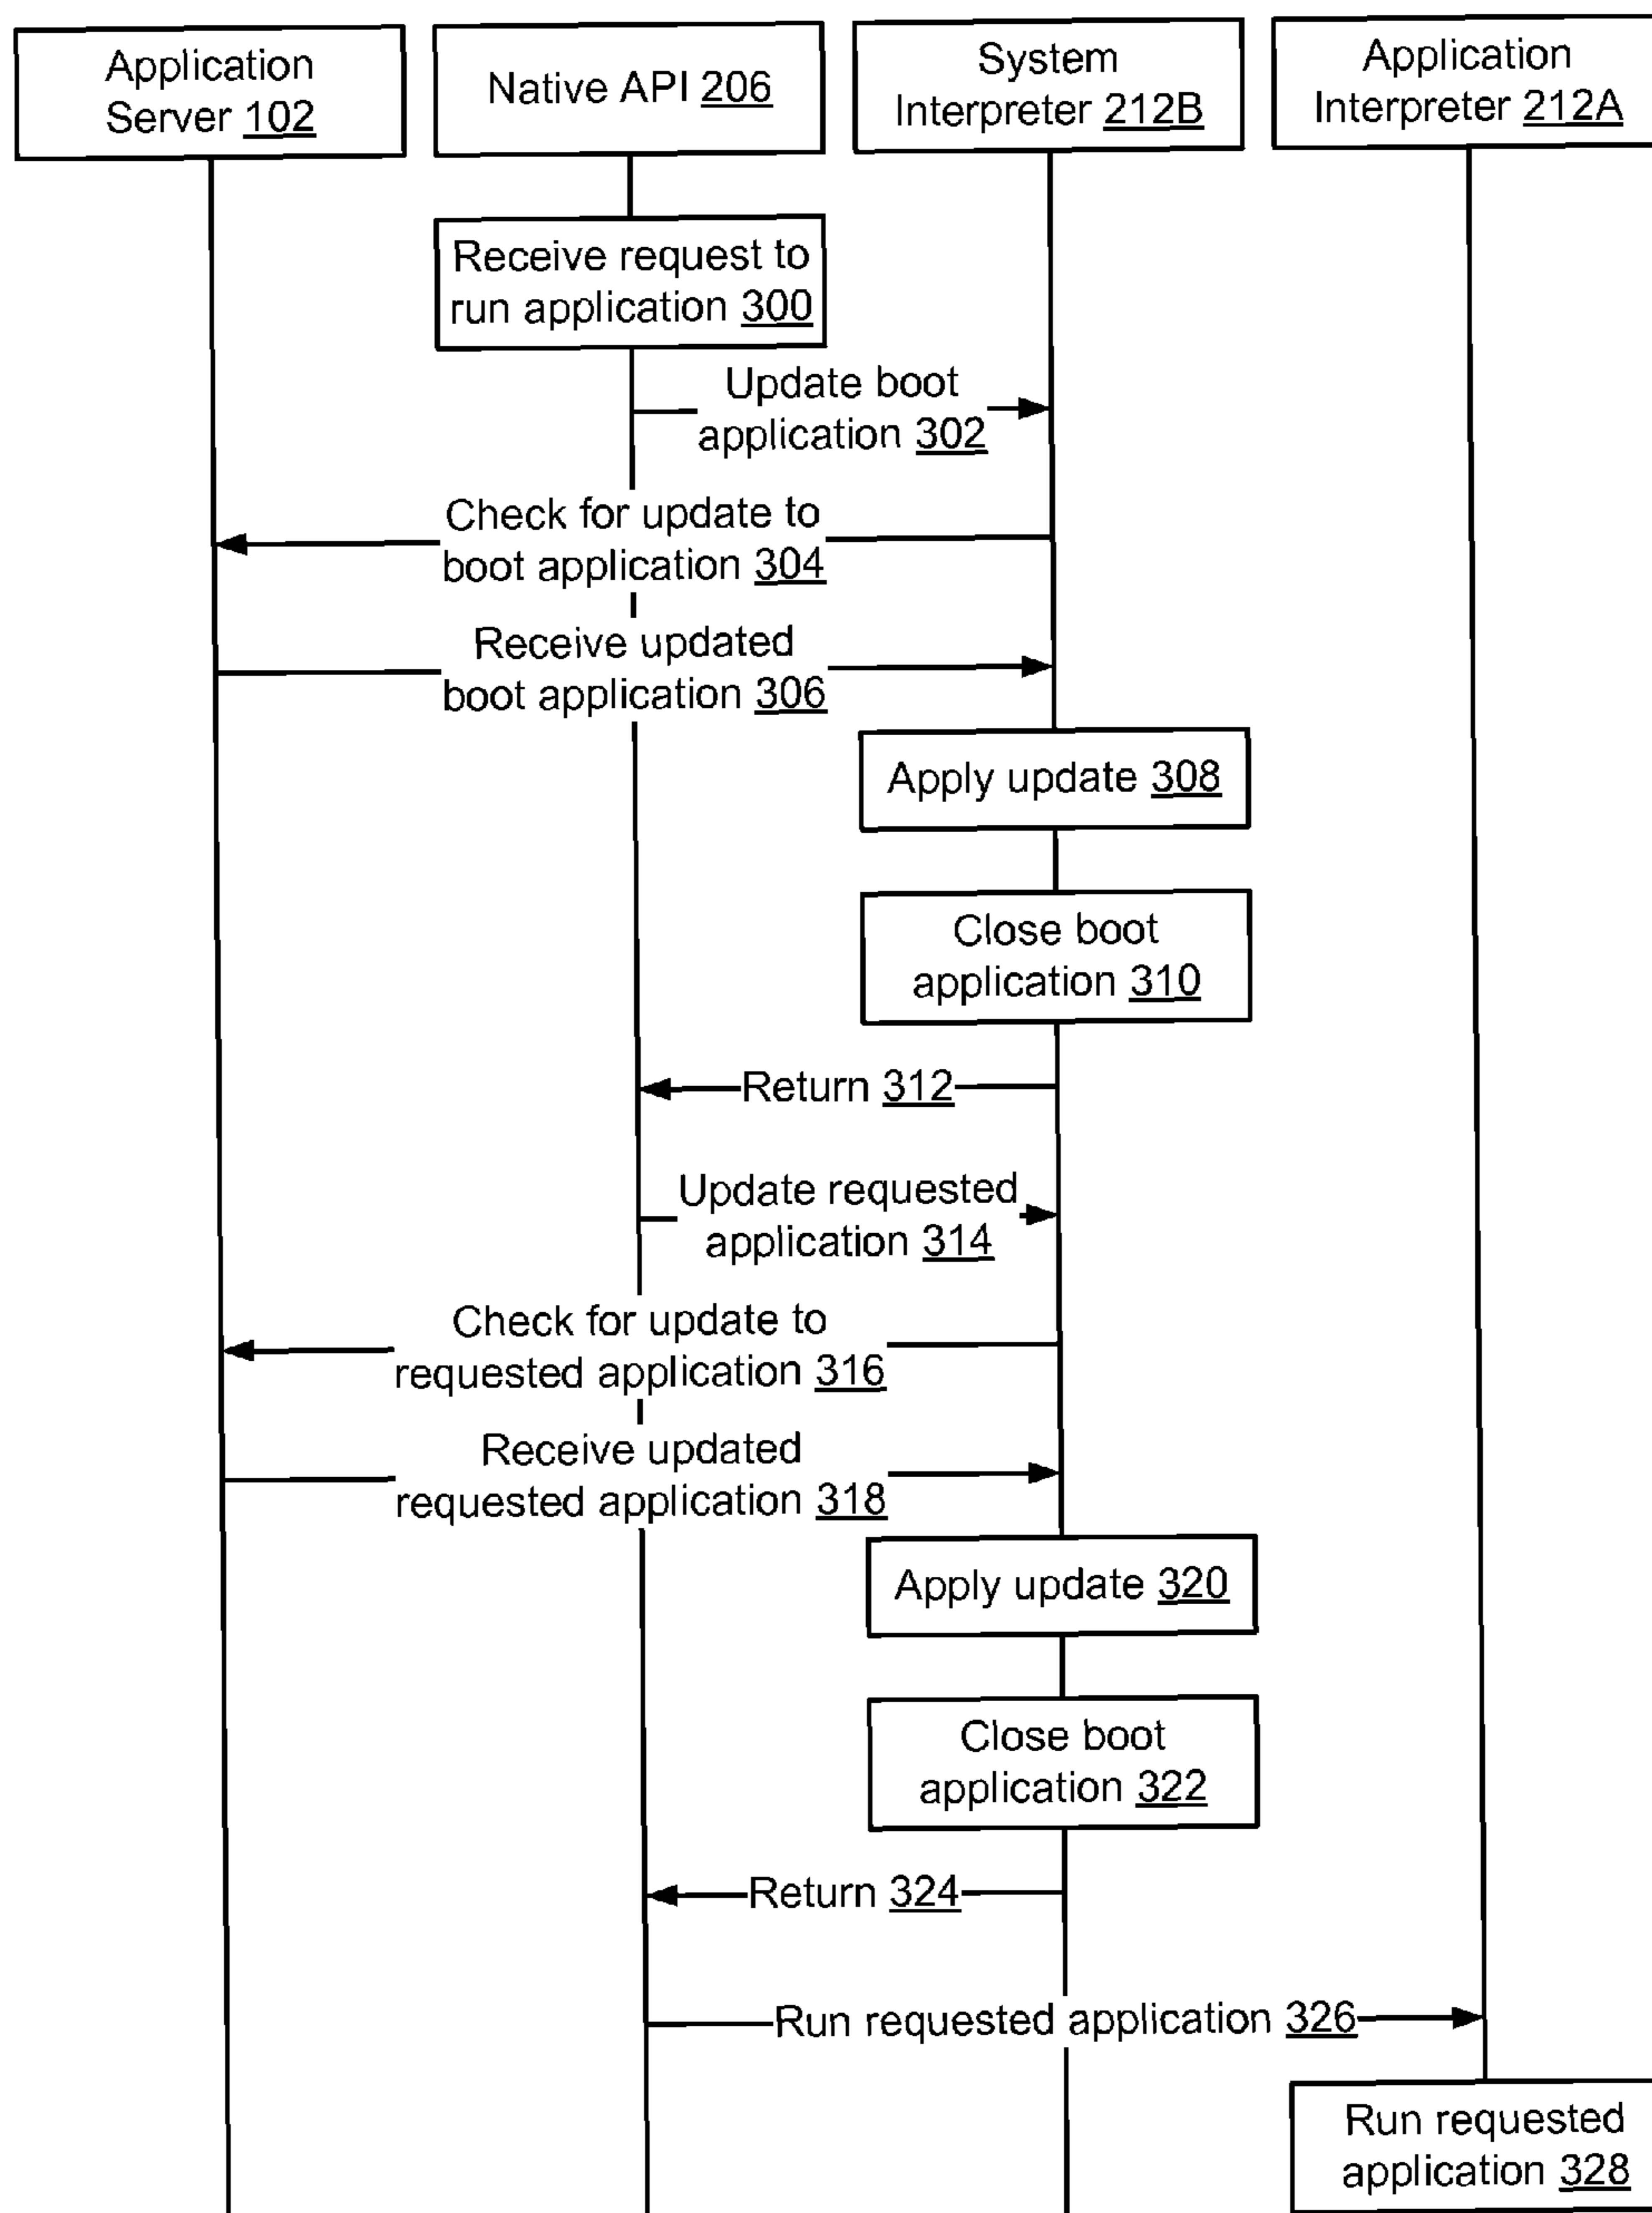 Application
Server 102
Native API 206
System
Interpreter 212B
Application
Interpreter 212A
Receive request to
run application 300
Update boot
application 302
Check for update to
boot application 304
Receive updated
boot application 306
Apply update 308
Close boot
application 310
Return 312
Update requested
application 314
Check for update to
requested application 316
Receive updated
requested application 318
Apply update 320
Close boot
application 322
Return 324
Run requested application 326
Run requested
application 328